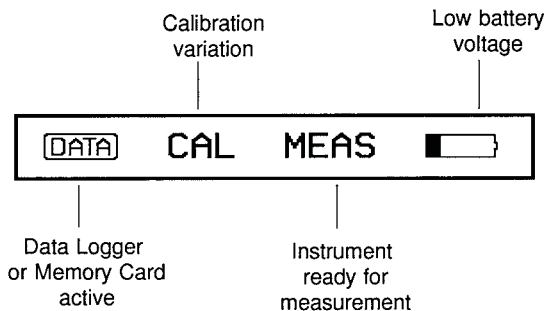 Calibration
variation
Low battery
voltage
DATA CAL MEAS
Data Logger
or Memory Card
active
Instrument
ready for
measurement